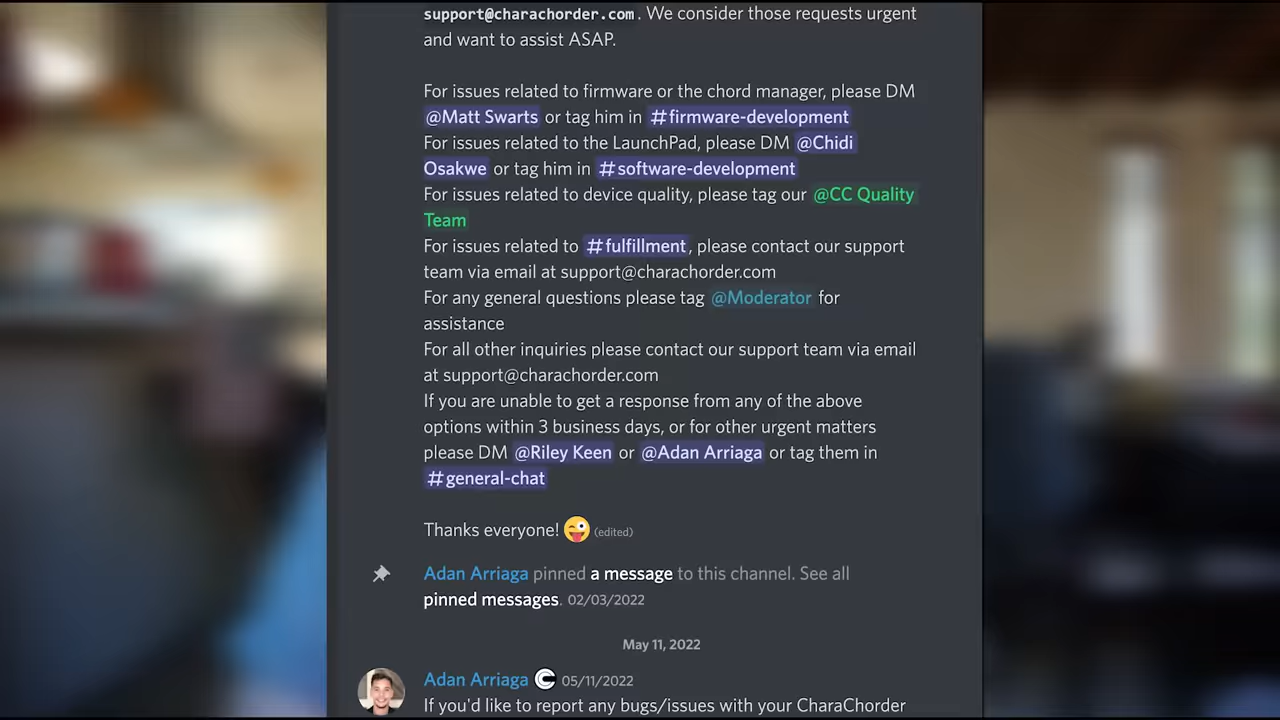 support@charachorder.com. We consider those requests urgent
and want to assist ASAP.
For issues related to firmware or the chord manager, please DM
@Matt Swarts or tag him in #firmware-development
For issues related to the LaunchPad, please DM @Chidi
Osakwe or tag him in #software-development
For issues related to device quality, please tag our @CC Quality
Team
For issues related to #fulfillment, please contact our support
team via email at support@charachorder.com
For any general questions please tag @Moderator for
assistance
For all other inquiries please contact our support team via email
at support@charachorder.com
If you are unable to get a response from any of the above
options within 3 business days, or for other urgent matters
please DM @Riley Keen or @Adan Arriaga or tag them in
#general-chat
Thanks everyone! 😜 (edited)
Adan Arriaga pinned a message to this channel. See all
pinned messages. 02/03/2022
May 11, 2022
Adan Arriaga 05/11/2022
If you'd like to report any bugs/issues with your CharaChorder